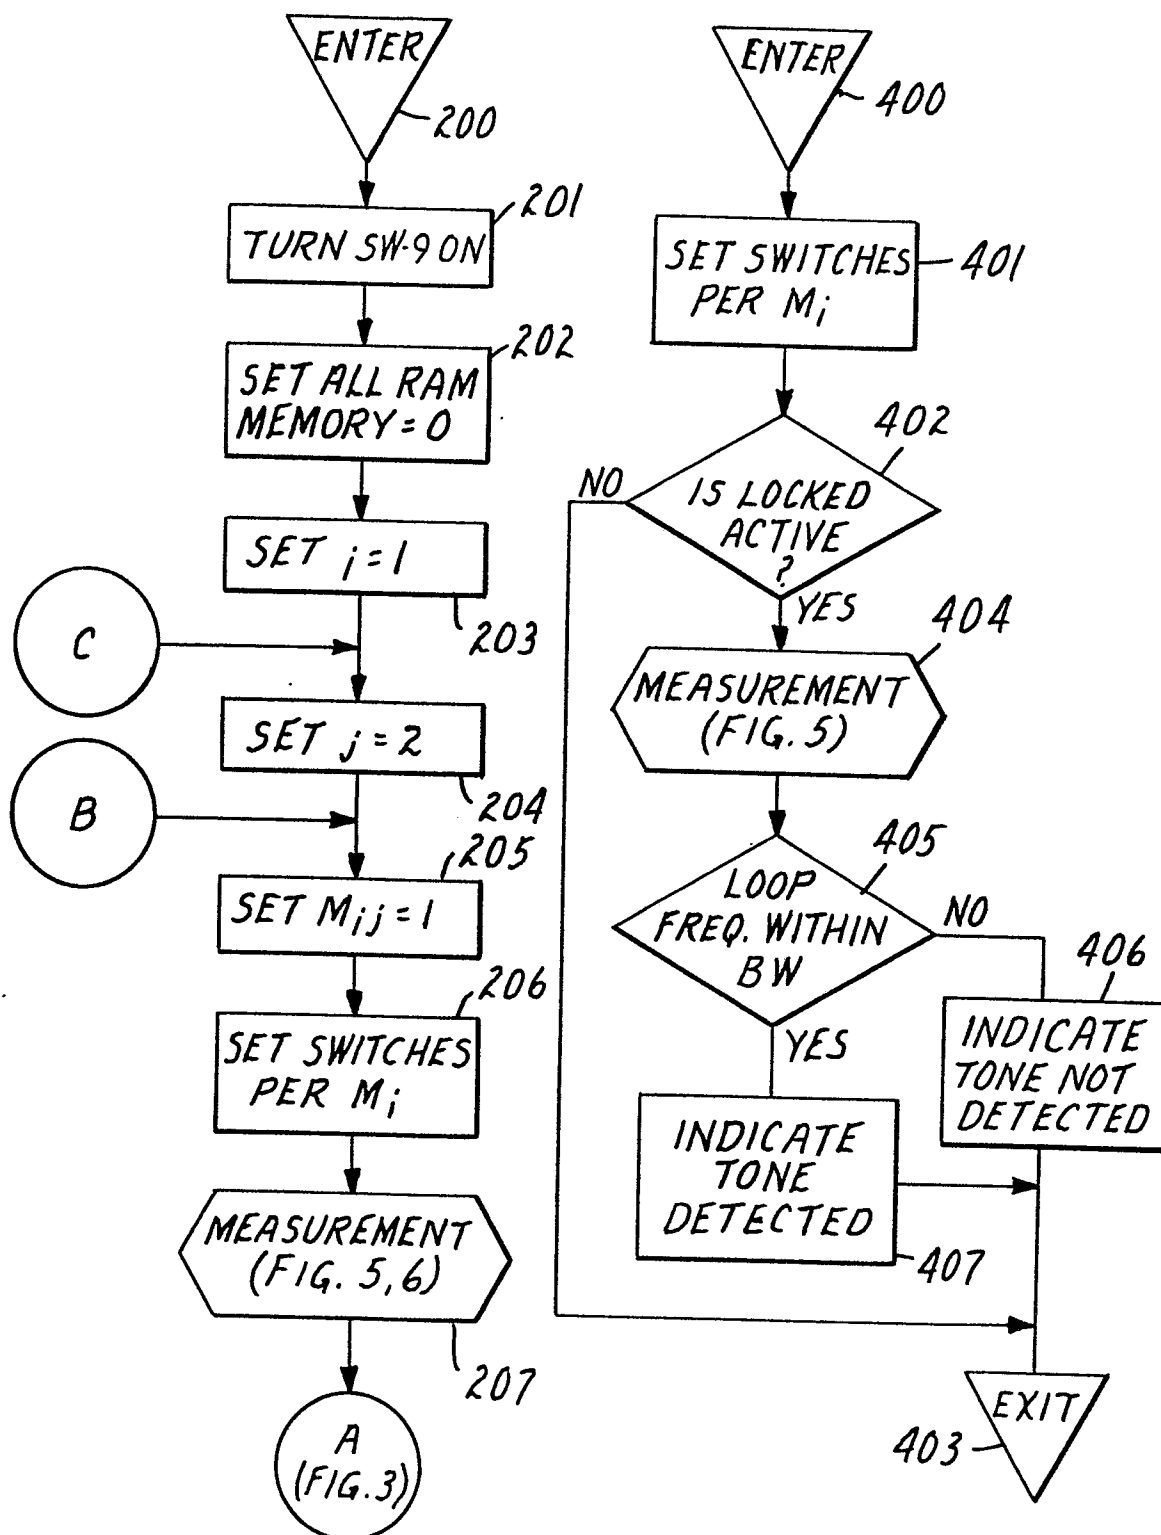 ENTER
200
201
TURN SW-9 ON
202
SET ALL RAM
MEMORY = 0
SET i = 1
203
C
SET j = 2
204
B
205
SET Mij = 1
206
SET SWITCHES
PER Mi
MEASUREMENT
(FIG. 5,6)
207
A
(FIG. 3)
ENTER
400
SET SWITCHES
PER Mi
401
402
NO
IS LOCKED
ACTIVE
?
YES
404
MEASUREMENT
(FIG. 5)
405
LOOP
FREQ. WITHIN
BW
NO
406
YES
INDICATE
TONE NOT
DETECTED
INDICATE
TONE
DETECTED
407
EXIT
403